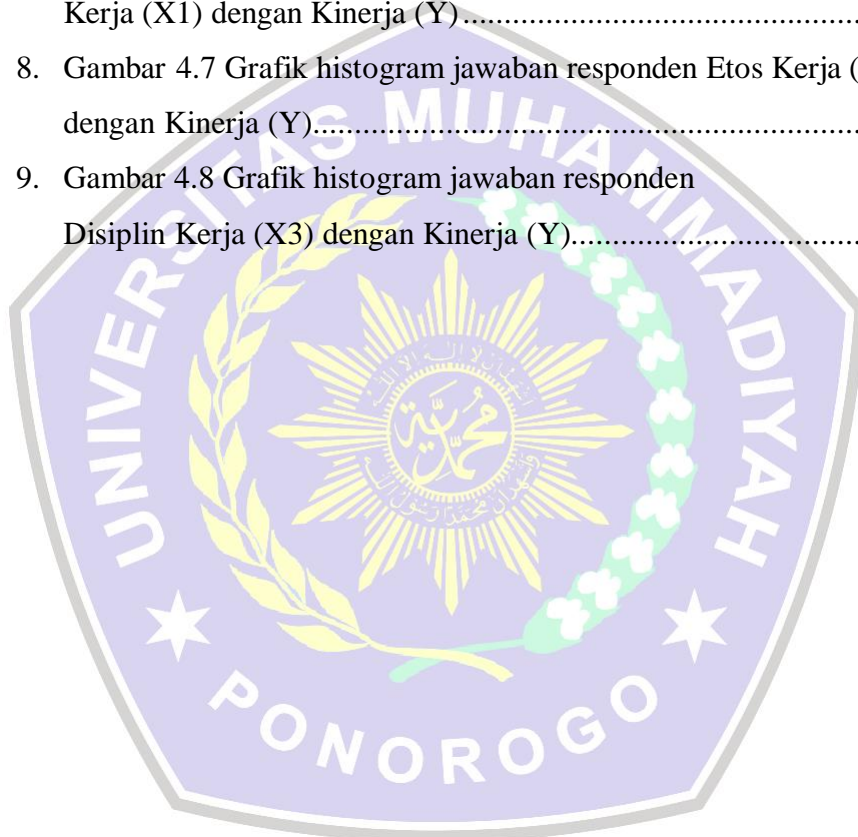 Kerja (X1) dengan Kinerja (Y)........................................................
8. Gambar 4.7 Grafik histogram jawaban responden Etos Kerja (
dengan Kinerja (Y)........................................................................
9. Gambar 4.8 Grafik histogram jawaban responden
Disiplin Kerja (X3) dengan Kinerja (Y)........................................
UNIVERSITAS MUHAMMADIYAH
محمدية
PONOROGO